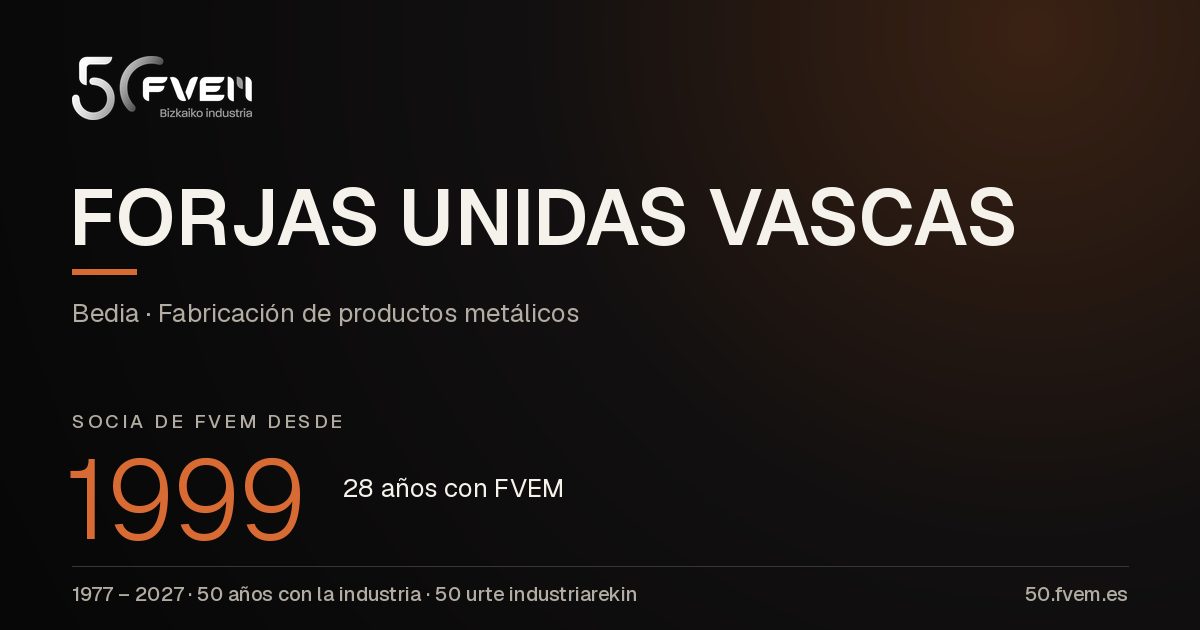 50 FVEM
Bizkaiko industria
FORJAS UNIDAS VASCAS
Bedia · Fabricación de productos metálicos
SOCIA DE FVEM DESDE
1999
28 años con FVEM
1977 – 2027 · 50 años con la industria · 50 urte industriarekin
50.fvem.es